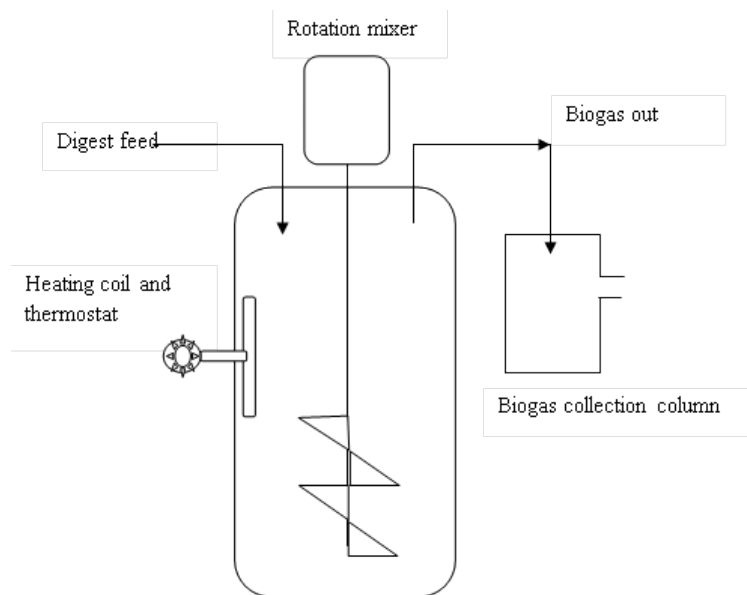 Rotation mixer
Biogas out
Digest feed
Heating coil and
thermostat
Biogas collection column